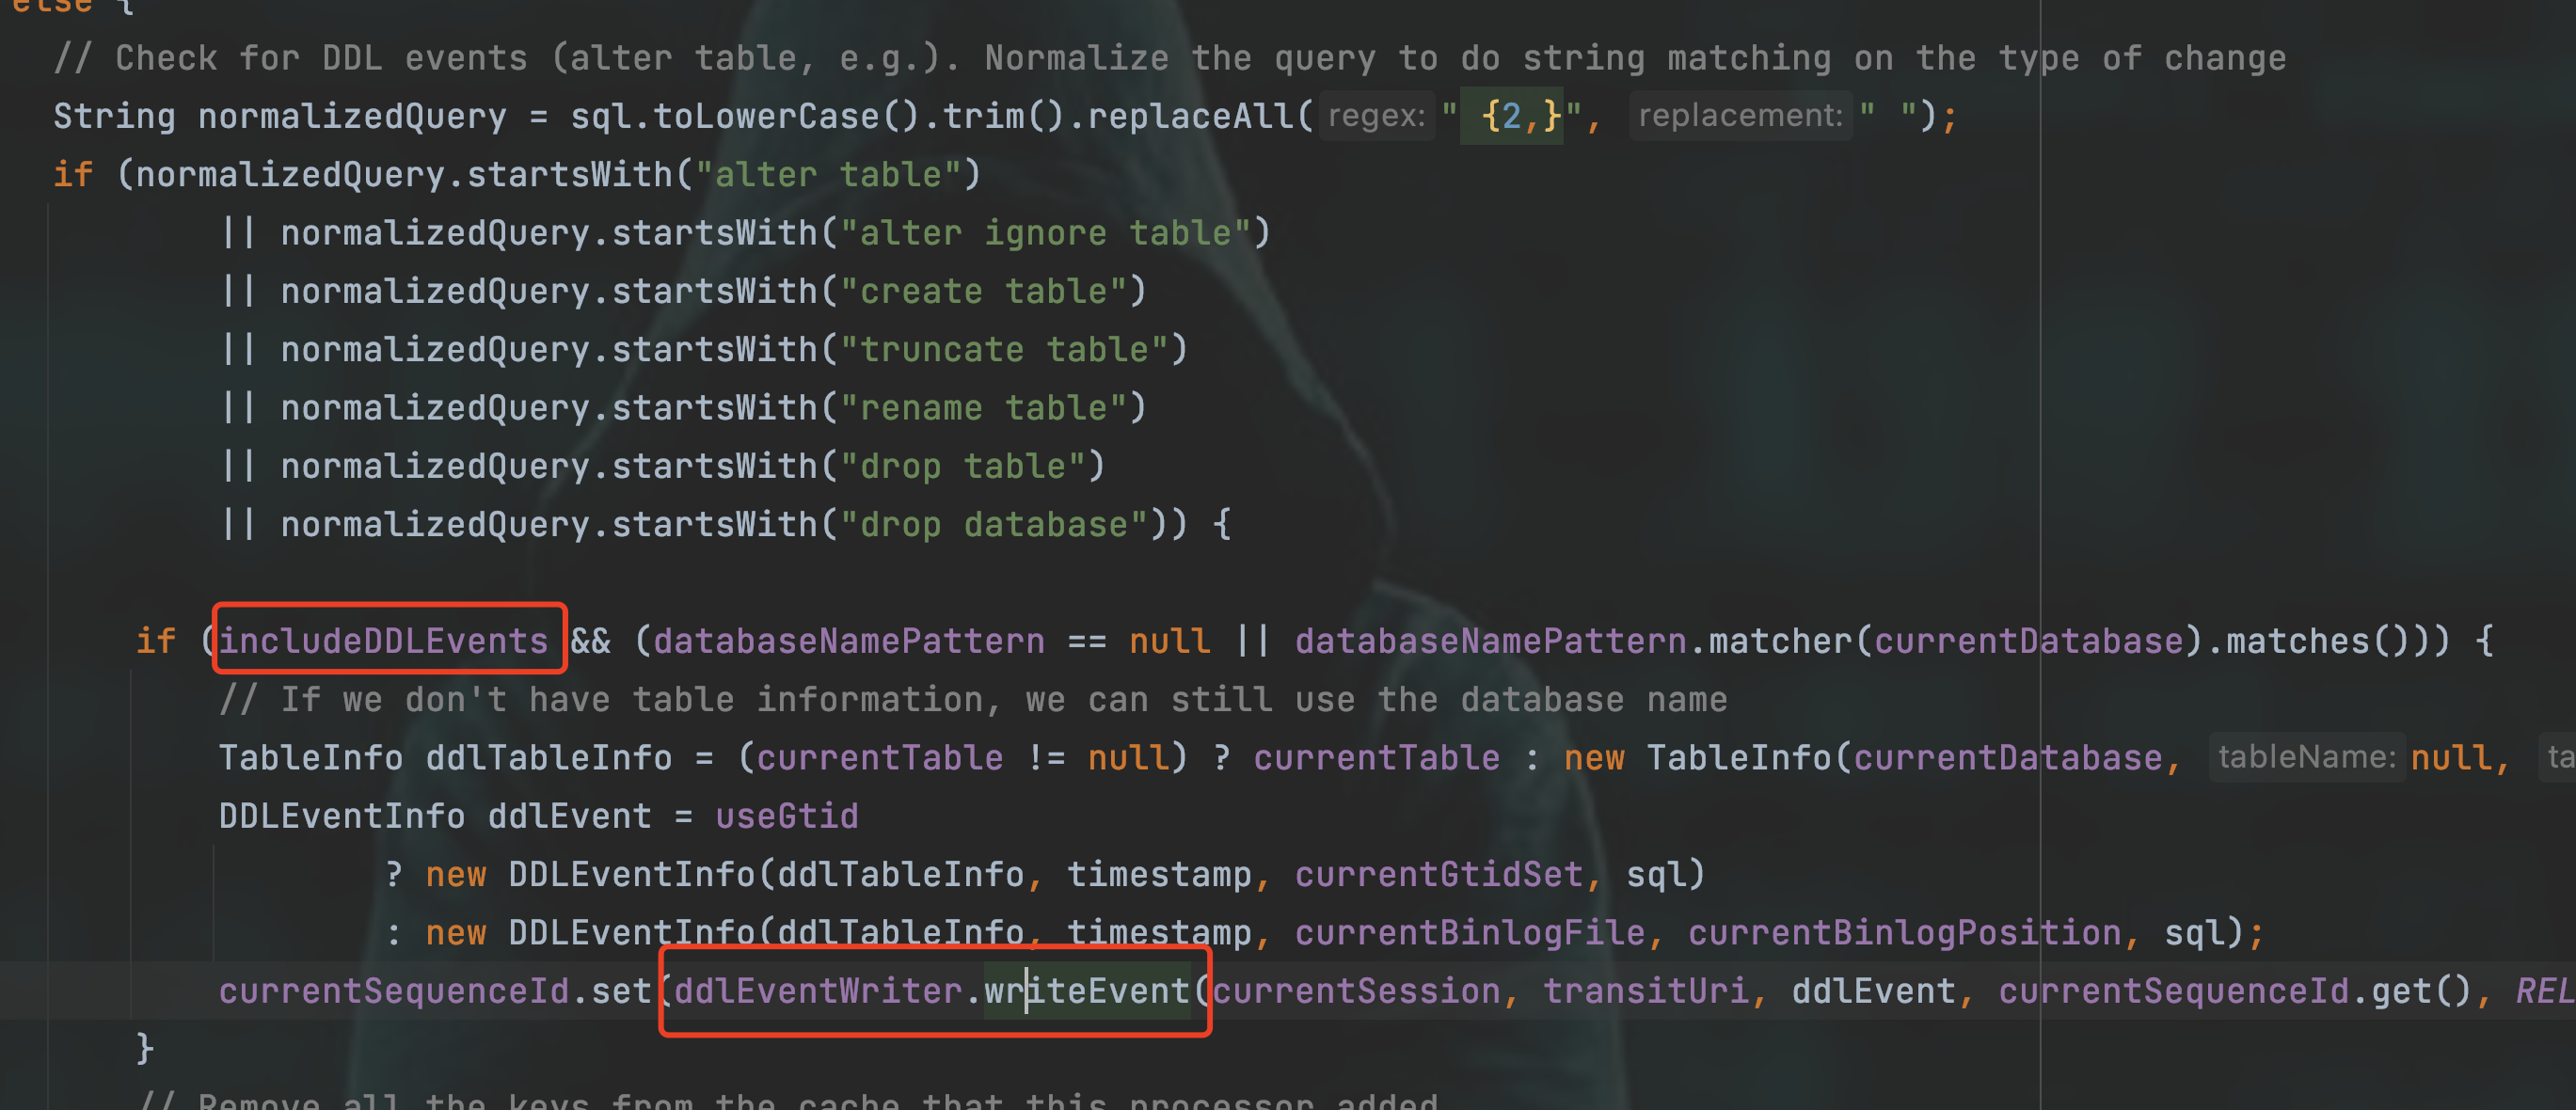 else {
// Check for DDL events (alter table, e.g.). Normalize the query to do string matching on the type of change
String normalizedQuery = sql.toLowerCase().trim().replaceAll( regex: " {2,}", replacement: " ");
if (normalizedQuery.startsWith("alter table")
|| normalizedQuery.startsWith("alter ignore table")
|| normalizedQuery.startsWith("create table")
|| normalizedQuery.startsWith("truncate table")
|| normalizedQuery.startsWith("rename table")
|| normalizedQuery.startsWith("drop table")
|| normalizedQuery.startsWith("drop database")) {
if (includeDDLEvents && (databaseNamePattern == null || databaseNamePattern.matcher(currentDatabase).matches())) {
// If we don't have table information, we can still use the database name
TableInfo ddlTableInfo = (currentTable != null) ? currentTable : new TableInfo(currentDatabase, tableName: null, ta
DDLEventInfo ddlEvent = useGtid
? new DDLEventInfo(ddlTableInfo, timestamp, currentGtidSet, sql)
: new DDLEventInfo(ddlTableInfo, timestamp, currentBinlogFile, currentBinlogPosition, sql);
currentSequenceId.set(ddlEventWriter.writeEvent(currentSession, transitUri, ddlEvent, currentSequenceId.get(), REL
}
// Remove all the keys from the cache that this processor added